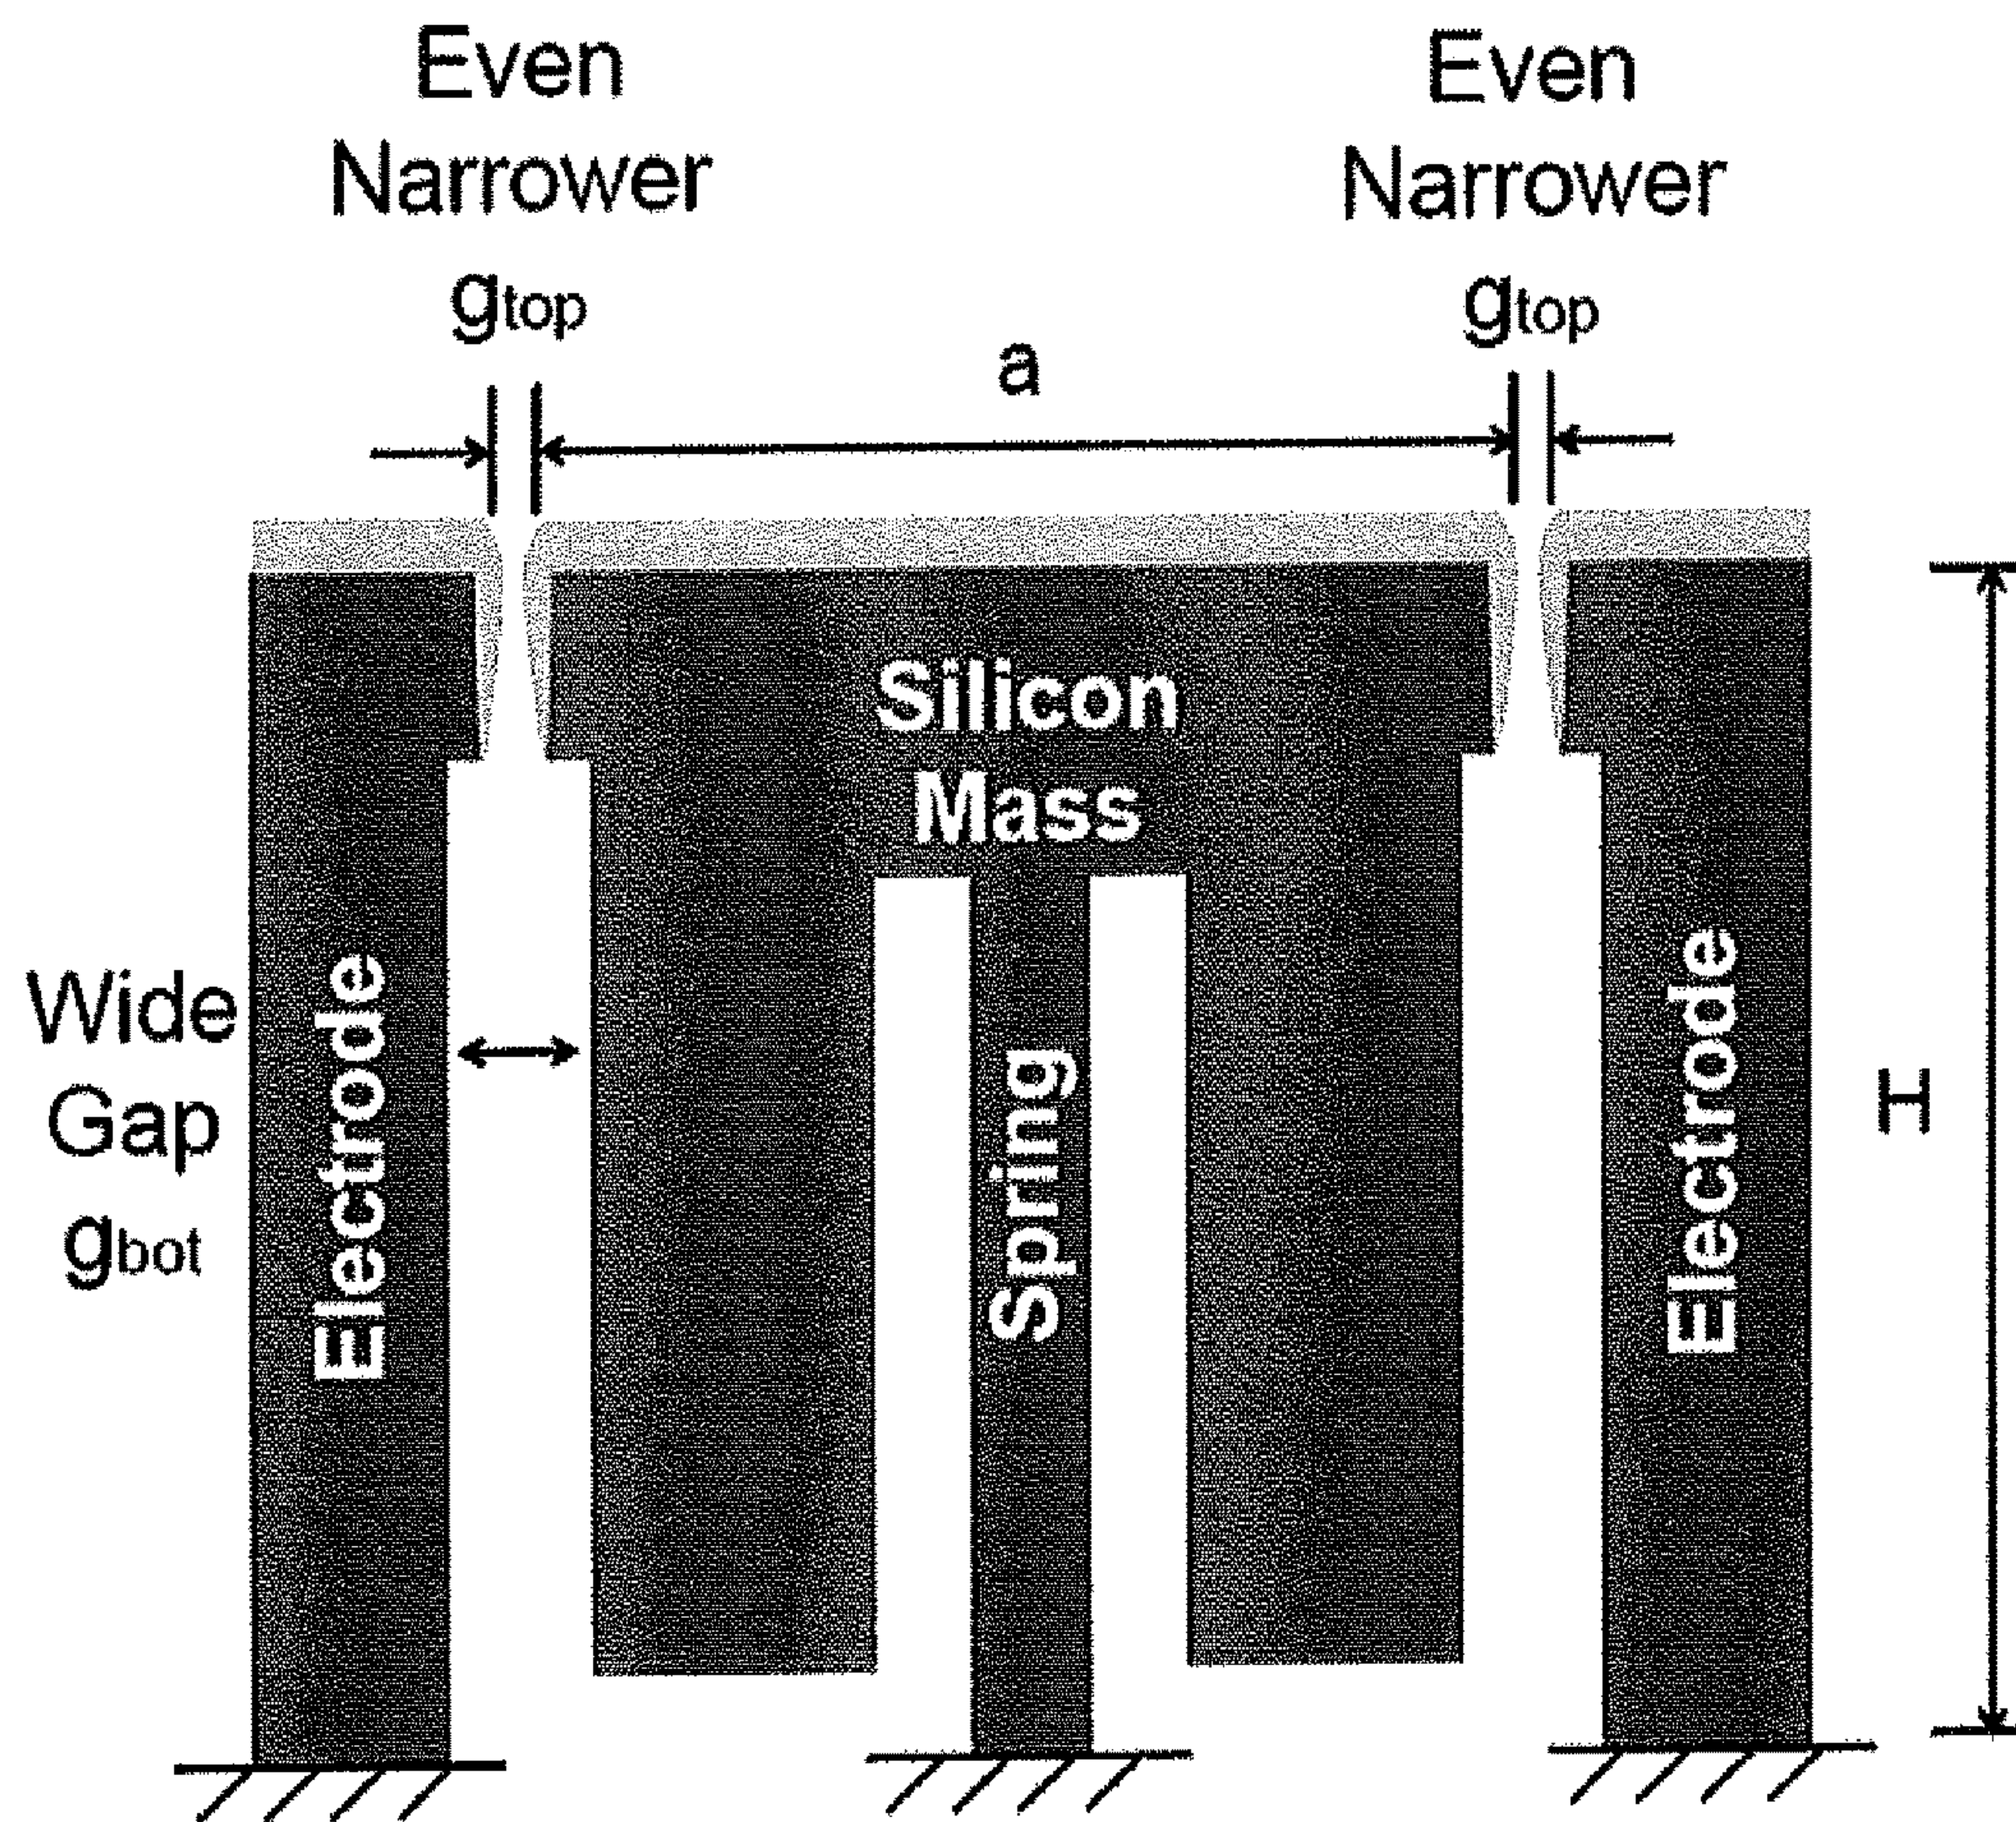 Even
Narrower
gtop
Even
Narrower
gtop
a
Silicon
Mass
Wide
Gap
gbot
Electrode
Spring
Electrode
H